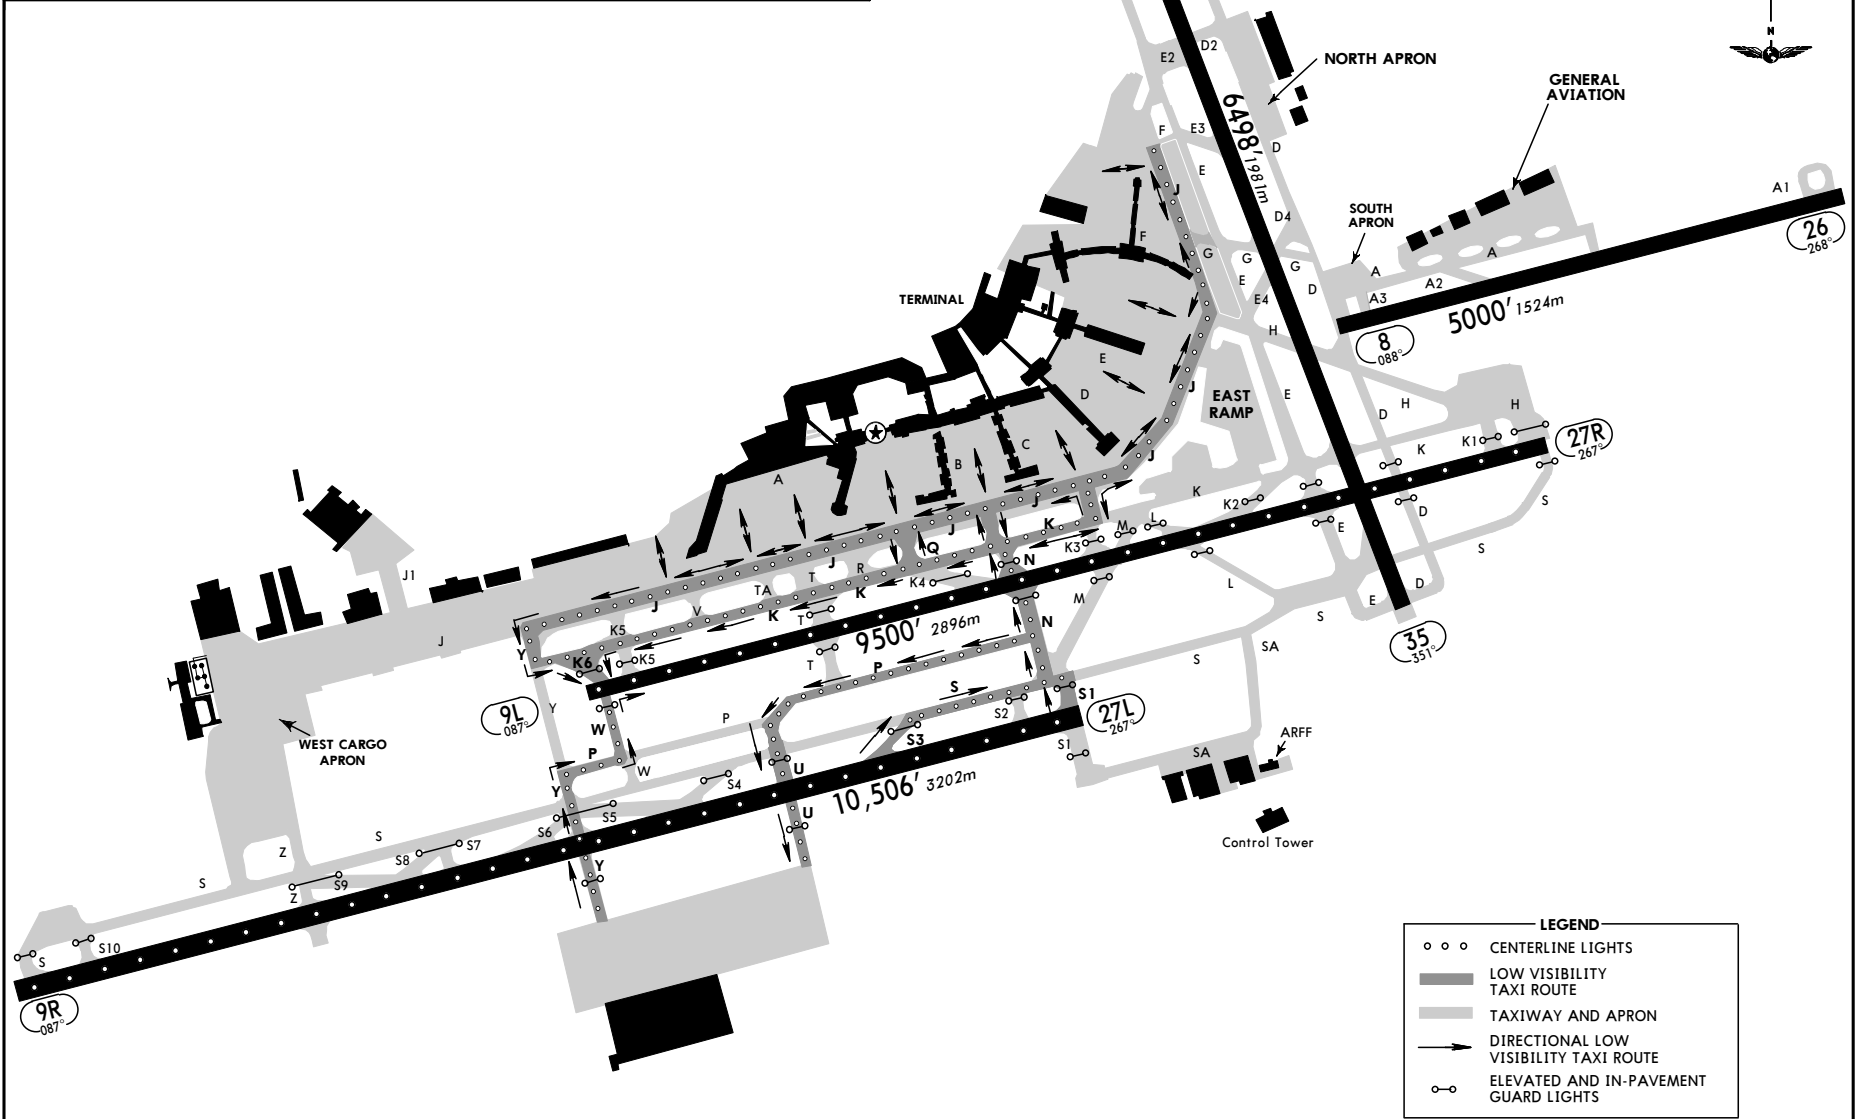 N
D2
E2
NORTH APRON
GENERAL
AVIATION
6498' 1981m
F
E3
D
E
J
A1
SOUTH
APRON
D4
26
268°
F
G
G
G
A
A
E
D
A2
TERMINAL
E4
A3
5000' 1524m
H
8
088°
E
J
D
EAST
RAMP
E
D
H
H
27R
267°
K1
K
C
J
B
A
K
K2
S
J
D
K
M
L
E
J
Q
K3
N
S
J
R
T
K4
J1
TA
K
L
D
J
V
K
T
M
E
S
K5
9500' 2896m
N
35
351°
J
Y
K6
K5
T
P
S
SA
S
S1
9L
087°
Y
P
S2
27L
267°
W
S3
S1
ARFF
WEST CARGO
APRON
P
W
U
SA
Y
S4
10,506' 3202m
S5
U
S6
S
S7
Control Tower
S8
Z
Y
S
S9
Z
LEGEND
CENTERLINE LIGHTS
S10
S
LOW VISIBILITY
TAXI ROUTE
9R
087°
TAXIWAY AND APRON
DIRECTIONAL LOW
VISIBILITY TAXI ROUTE
ELEVATED AND IN-PAVEMENT
GUARD LIGHTS